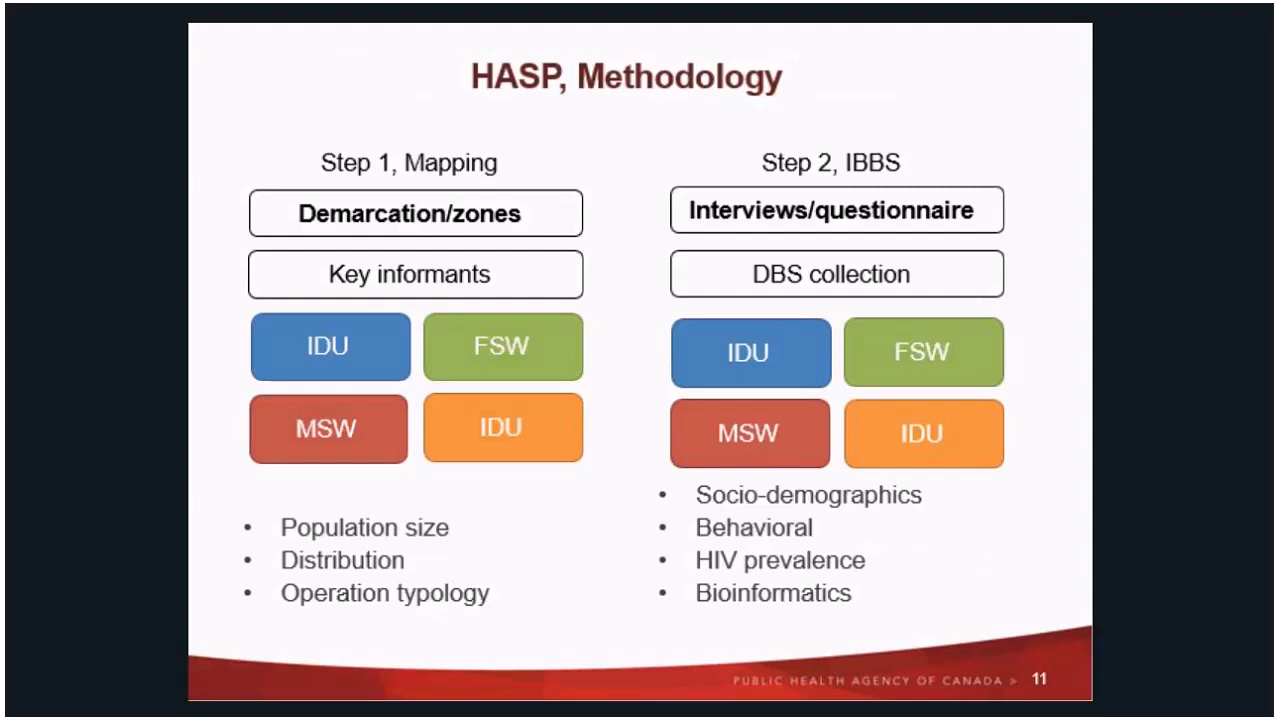 HASP, Methodology
Step 1, Mapping
Demarcation/zones
Key informants
IDU
FSW
MSW
IDU
Population size
Distribution
Operation typology
Step 2, IBBS
Interviews/questionnaire
DBS collection
IDU
FSW
MSW
IDU
Socio-demographics
Behavioral
HIV prevalence
Bioinformatics
PUBLIC HEALTH AGENCY OF CANADA > 11